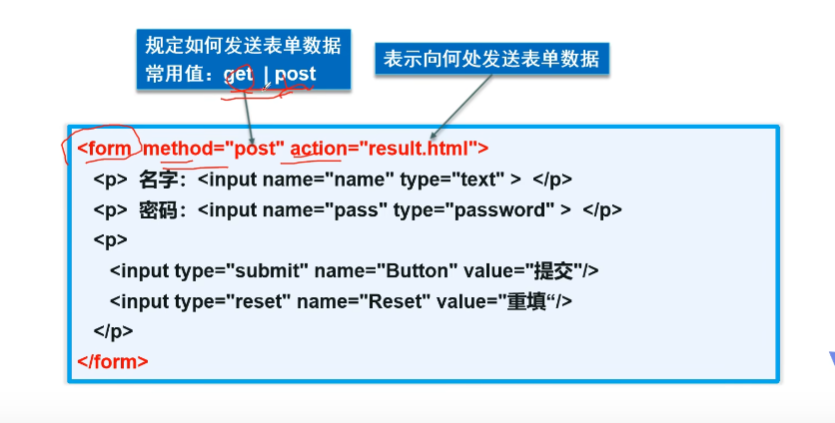 规定如何发送表单数据
常用值：get | post
表示向何处发送表单数据
<form method="post" action="result.html">
<p> 名字：<input name="name" type="text" > </p>
<p> 密码：<input name="pass" type="password" > </p>
<p>
<input type="submit" name="Button" value="提交"/>
<input type="reset" name="Reset" value="重填“/>
</p>
</form>